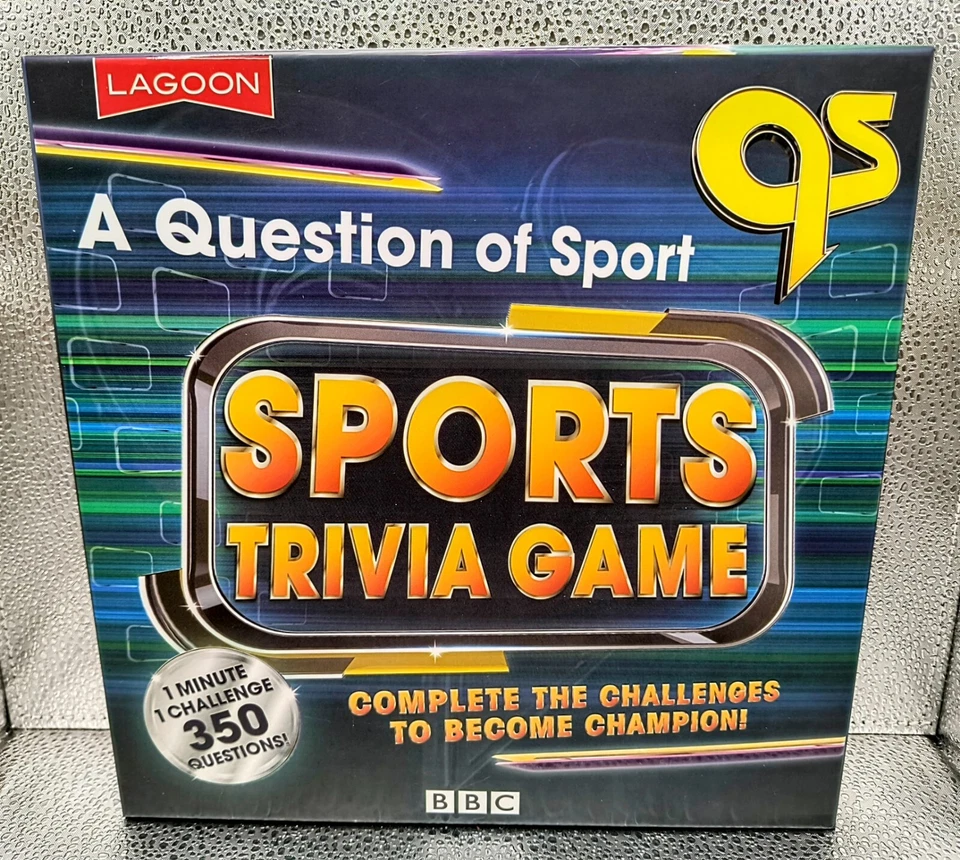 LAGOON
QS
A Question of Sport
SPORTS
TRIVIA GAME
1 MINUTE
1 CHALLENGE
350
QUESTIONS!
COMPLETE THE CHALLENGES
TO BECOME CHAMPION!
BBC